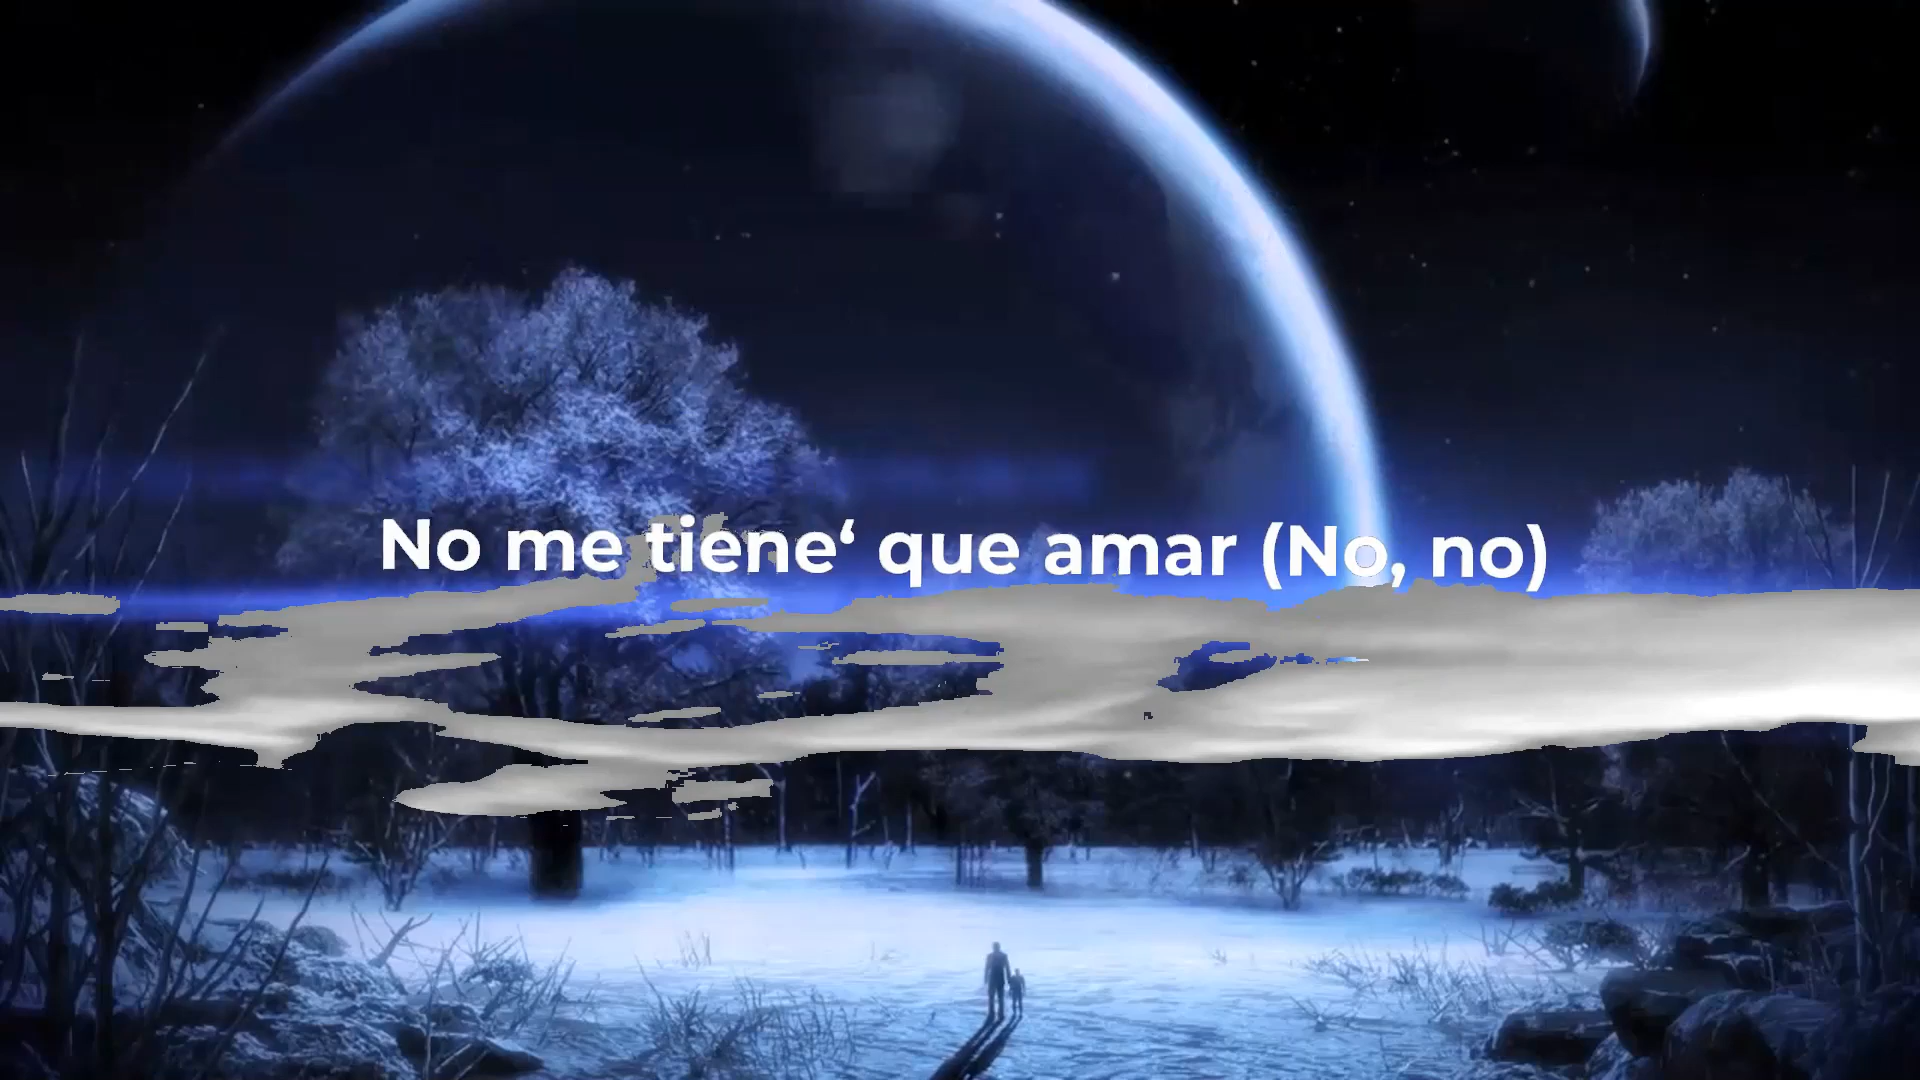 No me tiene‘ que amar (No, no)